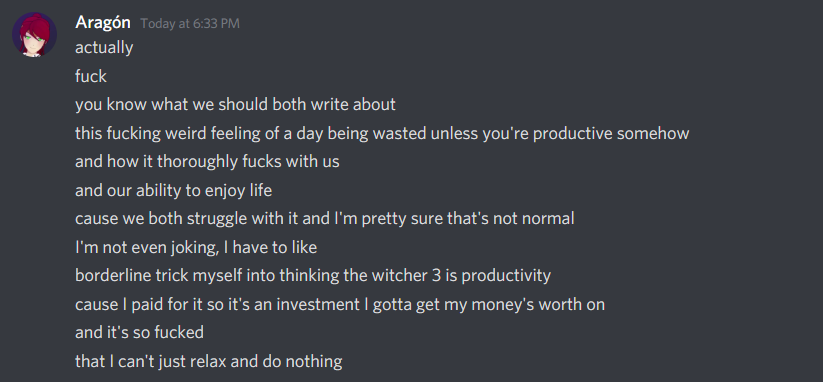 Aragón Today at 6:33 PM
actually
fuck
you know what we should both write about
this fucking weird feeling of a day being wasted unless you're productive somehow
and how it thoroughly fucks with us
and our ability to enjoy life
cause we both struggle with it and I'm pretty sure that's not normal
I'm not even joking, I have to like
borderline trick myself into thinking the witcher 3 is productivity
cause I paid for it so it's an investment I gotta get my money's worth on
and it's so fucked
that I can't just relax and do nothing